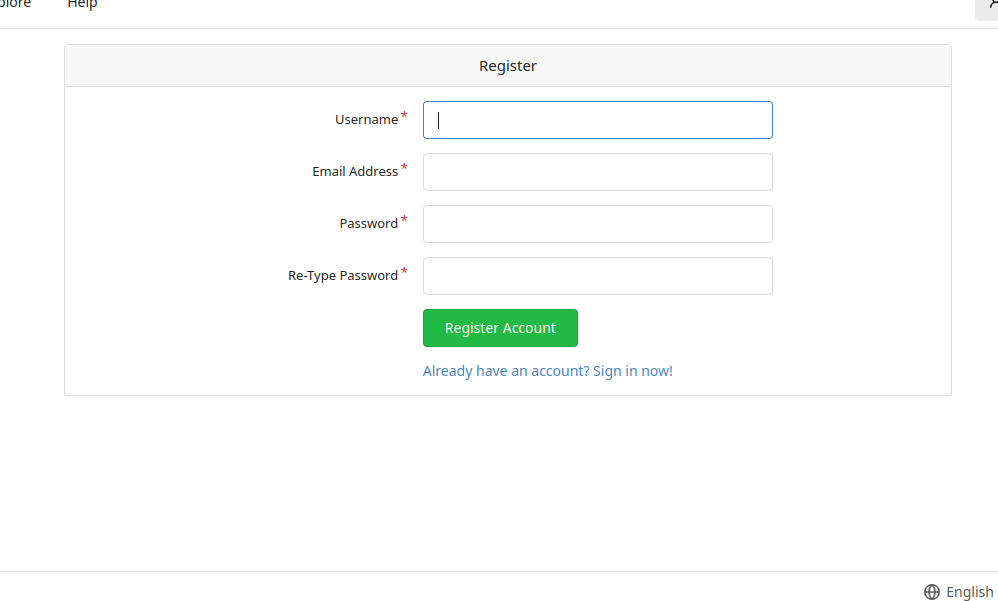 Help
Register
Username *
Email Address *
Password *
Re-Type Password *
Register Account
Already have an account? Sign in now!
English